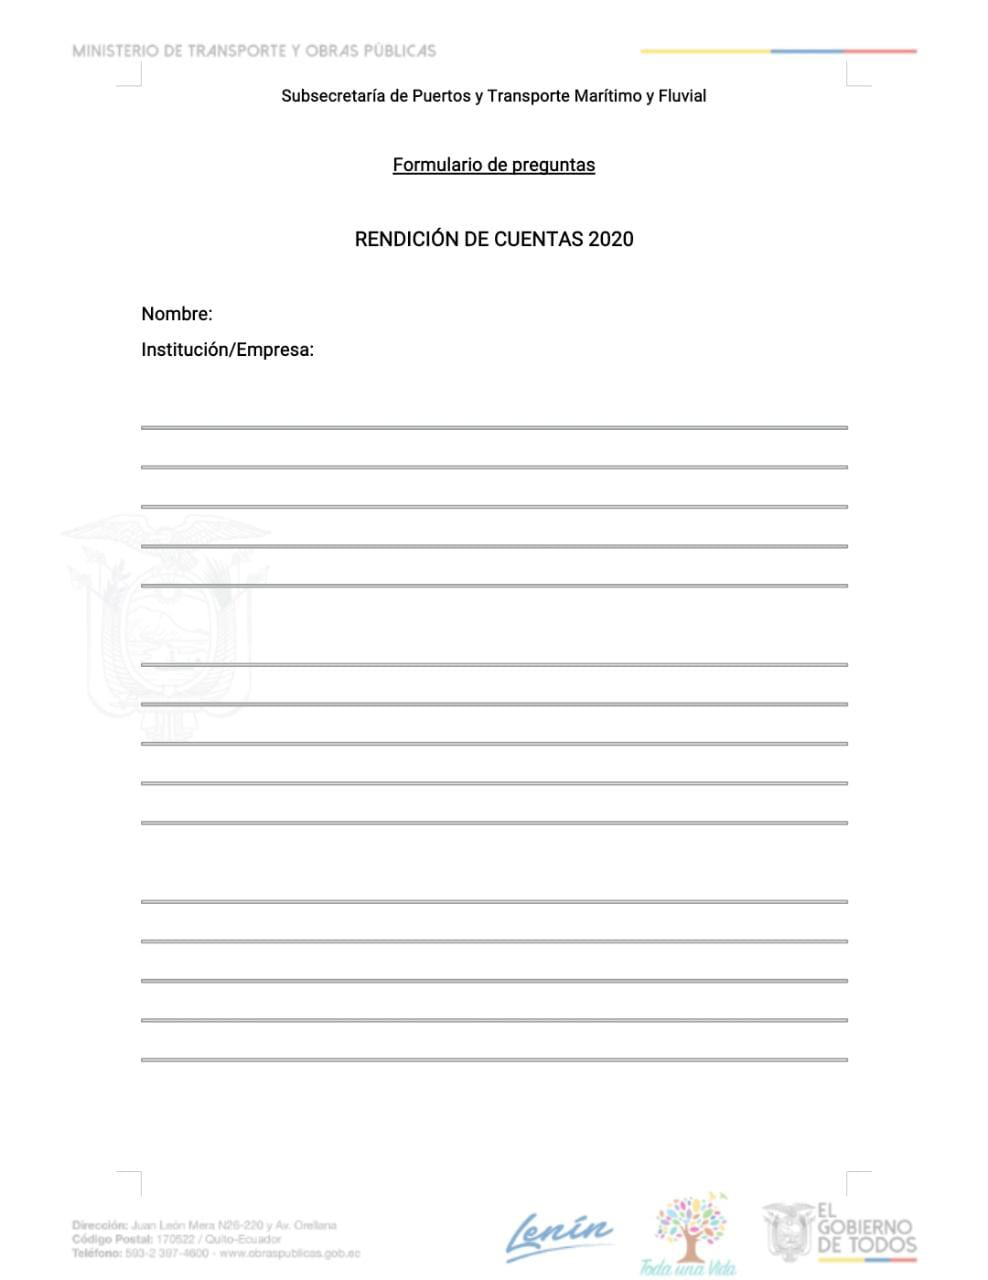 MINISTERIO DE TRANSPORTE Y OBRAS PÚBLICAS
Subsecretaría de Puertos y Transporte Marítimo y Fluvial
Formulario de preguntas
RENDICIÓN DE CUENTAS 2020
Nombre:
Institución/Empresa:
Dirección: Juan León Mera N26-220 y Av. Orellana
Código Postal: 170522 / Quito-Ecuador
Teléfono: 593-2 397-4600 - www.obraspublicas.gob.ec
Lenín
Toda una Vida
EL
GOBIERNO
DE TODOS